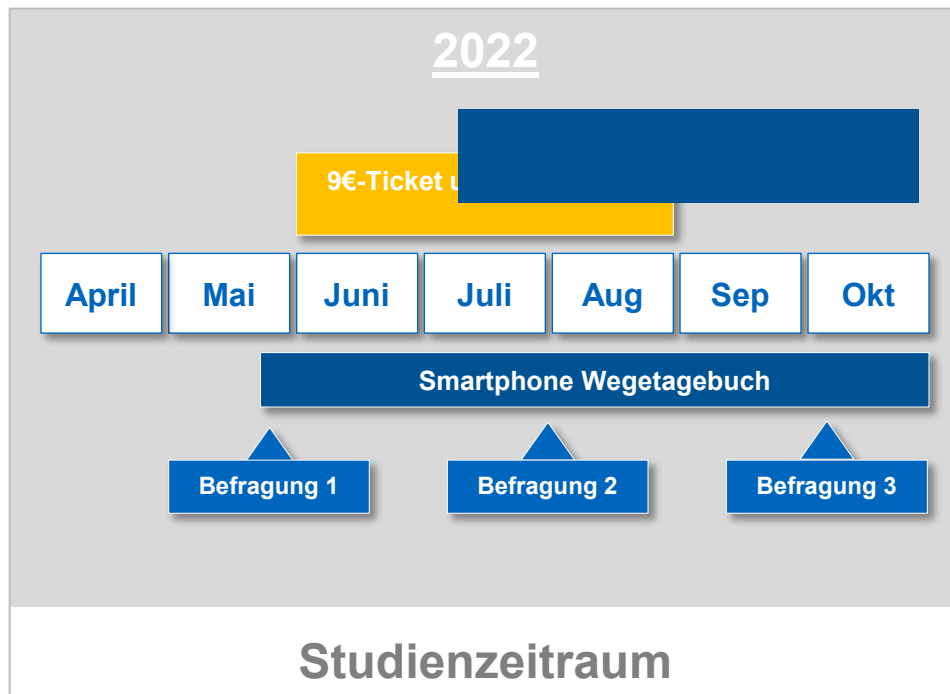 2022
9€-Ticket
April Mai Juni Juli Aug Sep Okt
Smartphone Wegetagebuch
Befragung 1 Befragung 2 Befragung 3
Studienzeitraum